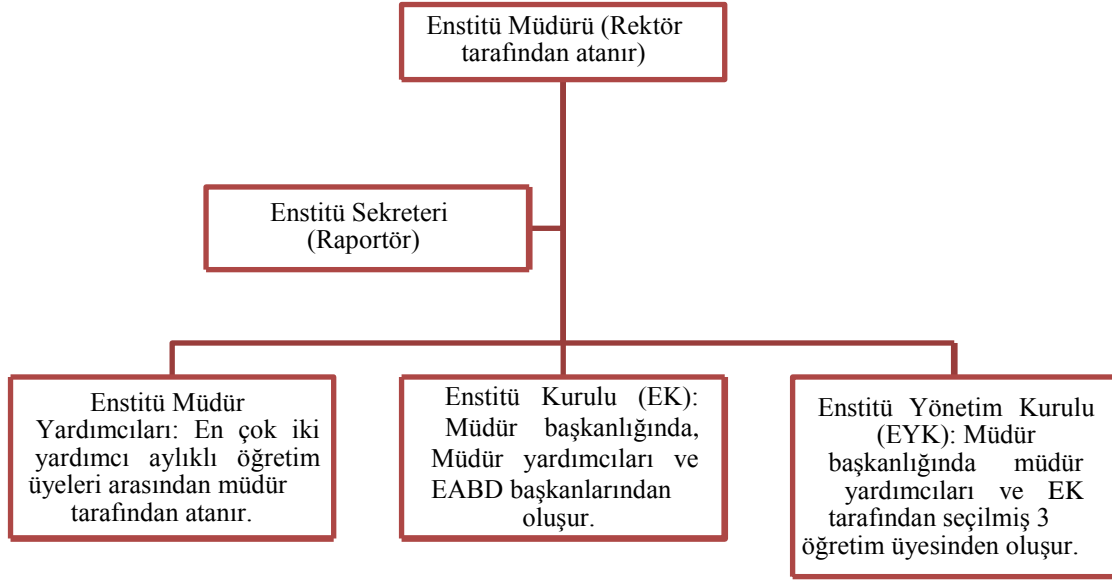 Enstitü Müdürü (Rektör
tarafından atanır)
Enstitü Sekreteri
(Raportör)
Enstitü Müdür
Yardımcıları: En çok iki
yardımcı aylıklı öğretim
üyeleri arasından müdür
tarafından atanır.
Enstitü Kurulu (EK):
Müdür başkanlığında,
Müdür yardımcıları ve
EABD başkanlarından
oluşur.
Enstitü Yönetim Kurulu
(EYK): Müdür
başkanlığında müdür
yardımcıları ve EK
tarafından seçilmiş 3
öğretim üyesinden oluşur.